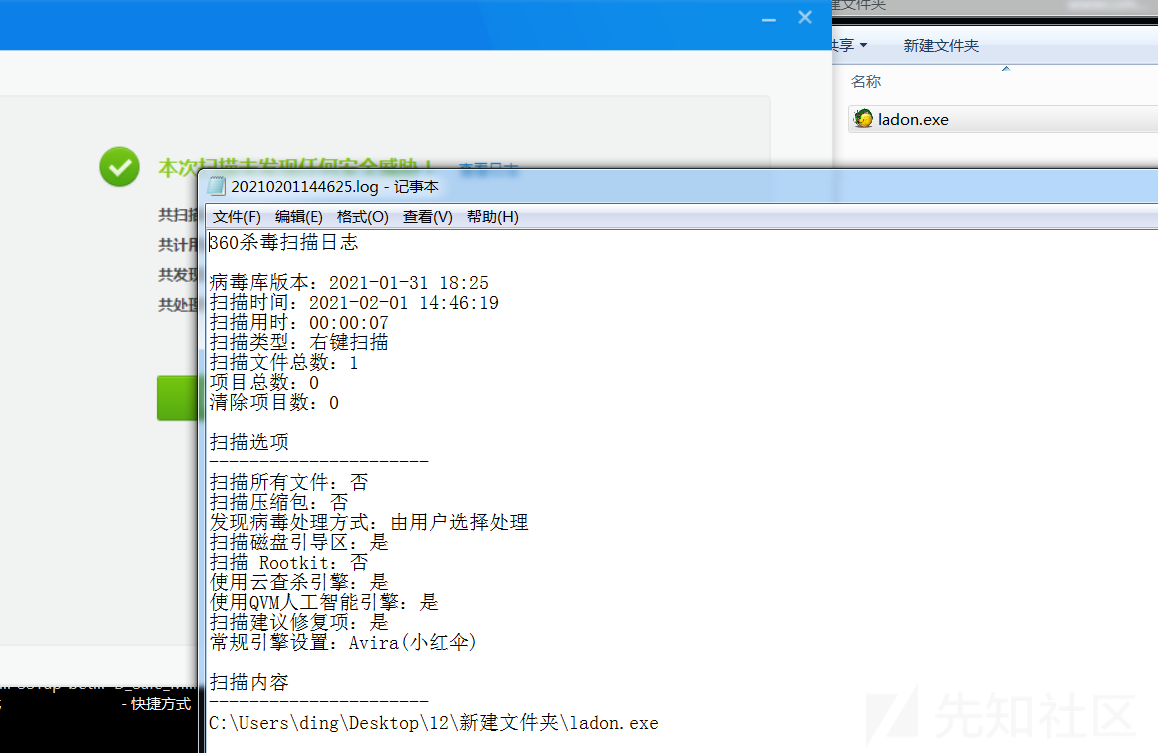 建文件夹
共享 新建文件夹
名称
ladon.exe
本次扫描未发现任何安全威胁！ 查看日志
共扫描
共计用
共发现
共处理
20210201144625.log - 记事本
文件(F) 编辑(E) 格式(O) 查看(V) 帮助(H)
360杀毒扫描日志
病毒库版本：2021-01-31 18:25
扫描时间：2021-02-01 14:46:19
扫描用时：00:00:07
扫描类型：右键扫描
扫描文件总数：1
项目总数：0
清除项目数：0
扫描选项
----------------------
扫描所有文件：否
扫描压缩包：否
发现病毒处理方式：由用户选择处理
扫描磁盘引导区：是
扫描 Rootkit：否
使用云查杀引擎：是
使用QVM人工智能引擎：是
扫描建议修复项：是
常规引擎设置：Avira(小红伞)
扫描内容
----------------------
C:\Users\ding\Desktop\12\新建文件夹\ladon.exe
- 快捷方式
先知社区